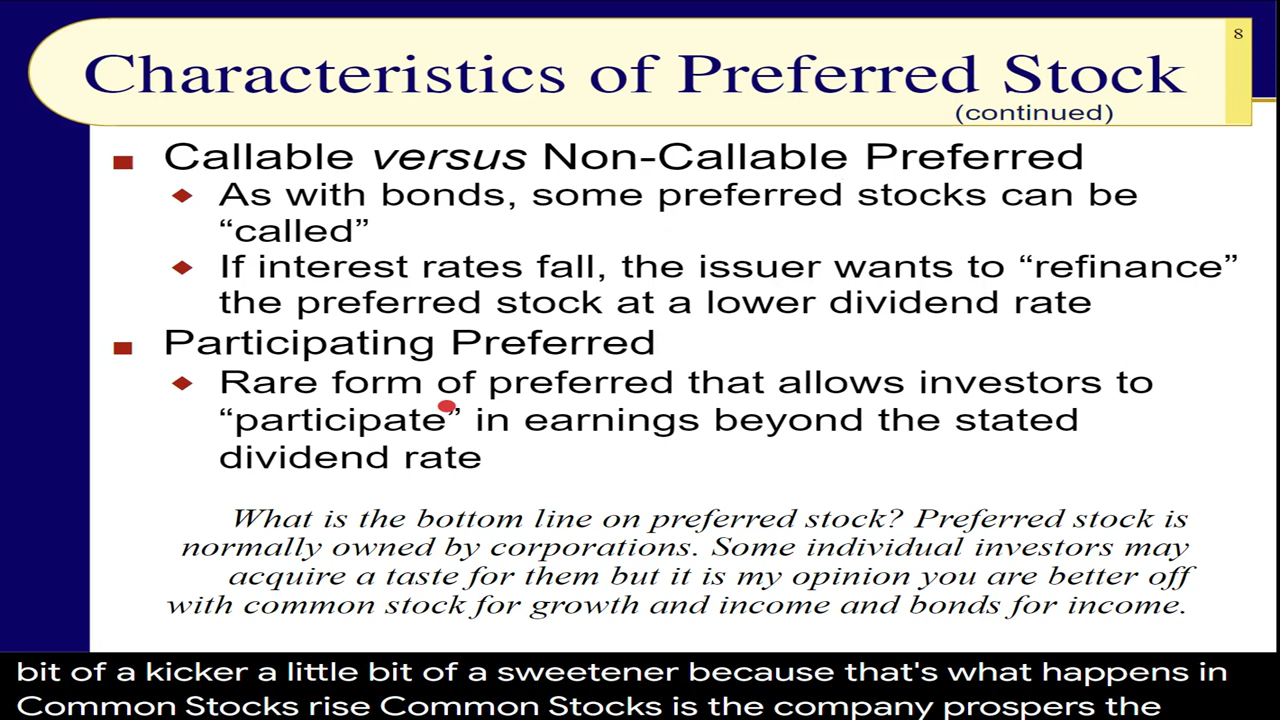 8
Characteristics of Preferred Stock
(continued)
Callable versus Non-Callable Preferred
As with bonds, some preferred stocks can be
“called”
If interest rates fall, the issuer wants to “refinance”
the preferred stock at a lower dividend rate
Participating Preferred
Rare form of preferred that allows investors to
“participate” in earnings beyond the stated
dividend rate
What is the bottom line on preferred stock? Preferred stock is
normally owned by corporations. Some individual investors may
acquire a taste for them but it is my opinion you are better off
with common stock for growth and income and bonds for income.
bit of a kicker a little bit of a sweetener because that's what happens in
Common Stocks rise Common Stocks is the company prospers the